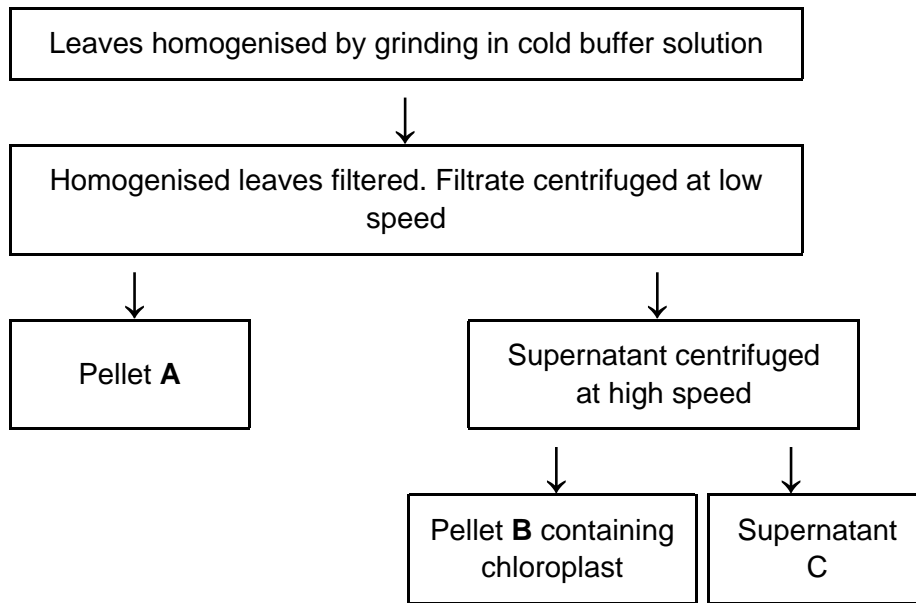 Leaves homogenised by grinding in cold buffer solution
Homogenised leaves filtered. Filtrate centrifuged at low
speed
Pellet A
Supernatant centrifuged
at high speed
Pellet B containing
chloroplast
Supernatant
C